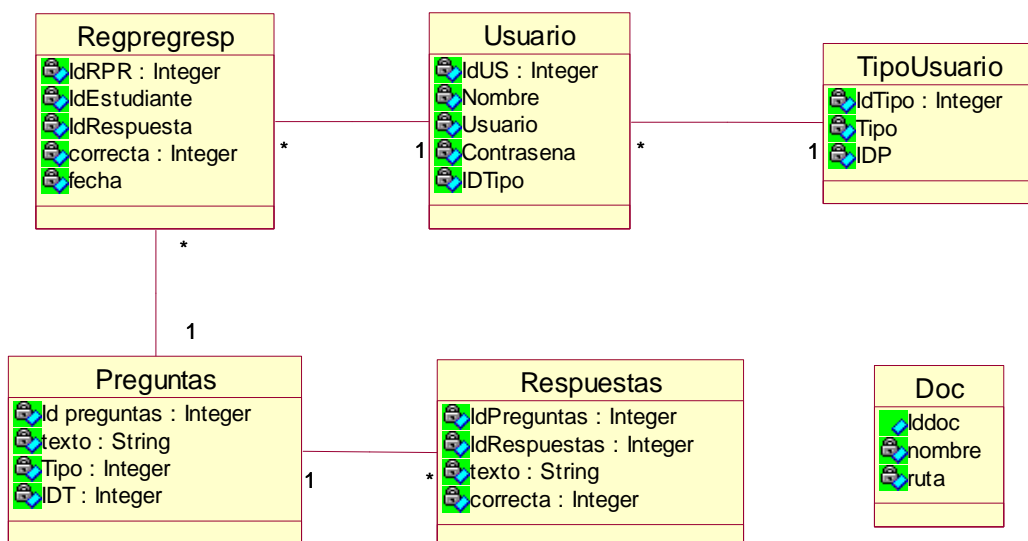 Regpregresp
IdRPR : Integer
IdEstudiante
IdRespuesta
correcta : Integer
fecha
*
1
Usuario
IdUS : Integer
Nombre
Usuario
Contrasena
IDTipo
*
1
TipoUsuario
IdTipo : Integer
Tipo
IDP
*
1
Preguntas
Id preguntas : Integer
texto : String
Tipo : Integer
IDT : Integer
1
*
Respuestas
IdPreguntas : Integer
IdRespuestas : Integer
texto : String
correcta : Integer
Doc
Iddoc
nombre
ruta